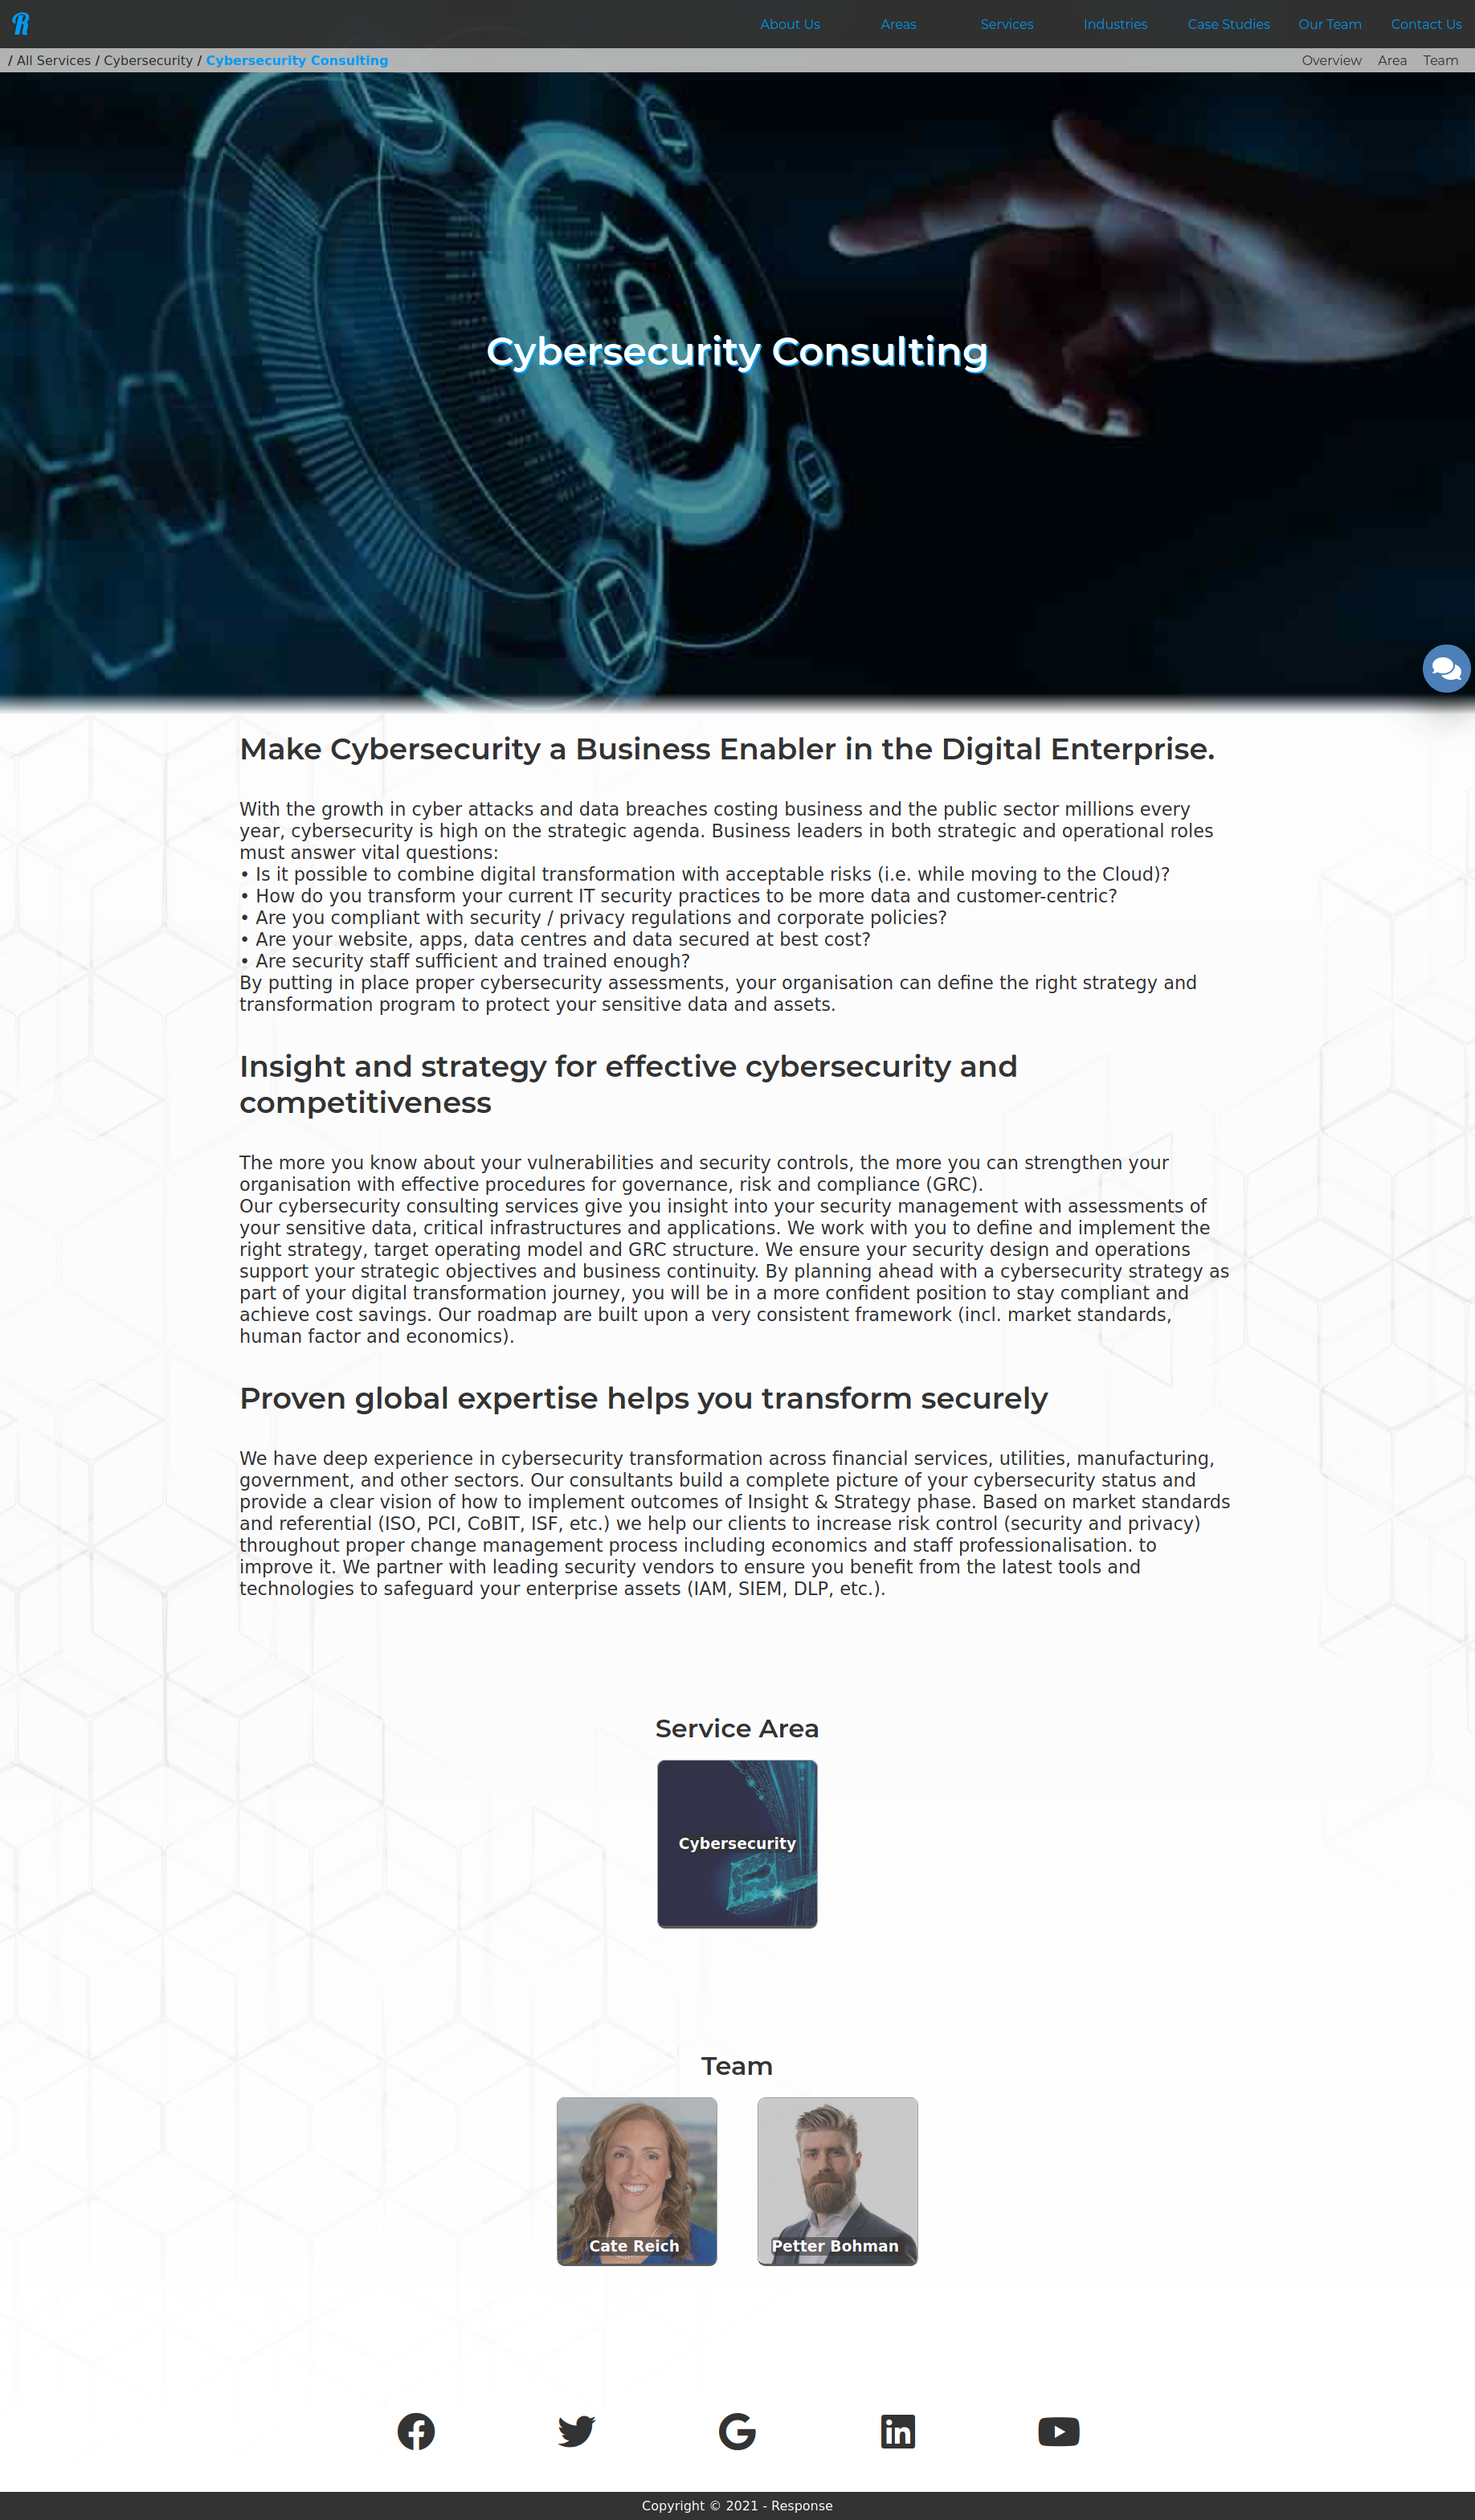 R
About Us
Areas
Services
Industries
Case Studies
Our Team
Contact Us
/ All Services / Cybersecurity / Cybersecurity Consulting
Overview
Area
Team
Cybersecurity Consulting
Make Cybersecurity a Business Enabler in the Digital Enterprise.
With the growth in cyber attacks and data breaches costing business and the public sector millions every
year, cybersecurity is high on the strategic agenda. Business leaders in both strategic and operational roles
must answer vital questions:
• Is it possible to combine digital transformation with acceptable risks (i.e. while moving to the Cloud)?
• How do you transform your current IT security practices to be more data and customer-centric?
• Are you compliant with security / privacy regulations and corporate policies?
• Are your website, apps, data centres and data secured at best cost?
• Are security staff sufficient and trained enough?
By putting in place proper cybersecurity assessments, your organisation can define the right strategy and
transformation program to protect your sensitive data and assets.
Insight and strategy for effective cybersecurity and
competitiveness
The more you know about your vulnerabilities and security controls, the more you can strengthen your
organisation with effective procedures for governance, risk and compliance (GRC).
Our cybersecurity consulting services give you insight into your security management with assessments of
your sensitive data, critical infrastructures and applications. We work with you to define and implement the
right strategy, target operating model and GRC structure. We ensure your security design and operations
support your strategic objectives and business continuity. By planning ahead with a cybersecurity strategy as
part of your digital transformation journey, you will be in a more confident position to stay compliant and
achieve cost savings. Our roadmap are built upon a very consistent framework (incl. market standards,
human factor and economics).
Proven global expertise helps you transform securely
We have deep experience in cybersecurity transformation across financial services, utilities, manufacturing,
government, and other sectors. Our consultants build a complete picture of your cybersecurity status and
provide a clear vision of how to implement outcomes of Insight & Strategy phase. Based on market standards
and referential (ISO, PCI, CoBIT, ISF, etc.) we help our clients to increase risk control (security and privacy)
throughout proper change management process including economics and staff professionalisation. to
improve it. We partner with leading security vendors to ensure you benefit from the latest tools and
technologies to safeguard your enterprise assets (IAM, SIEM, DLP, etc.).
Service Area
Cybersecurity
Team
Cate Reich
Petter Bohman
Copyright © 2021 - Response